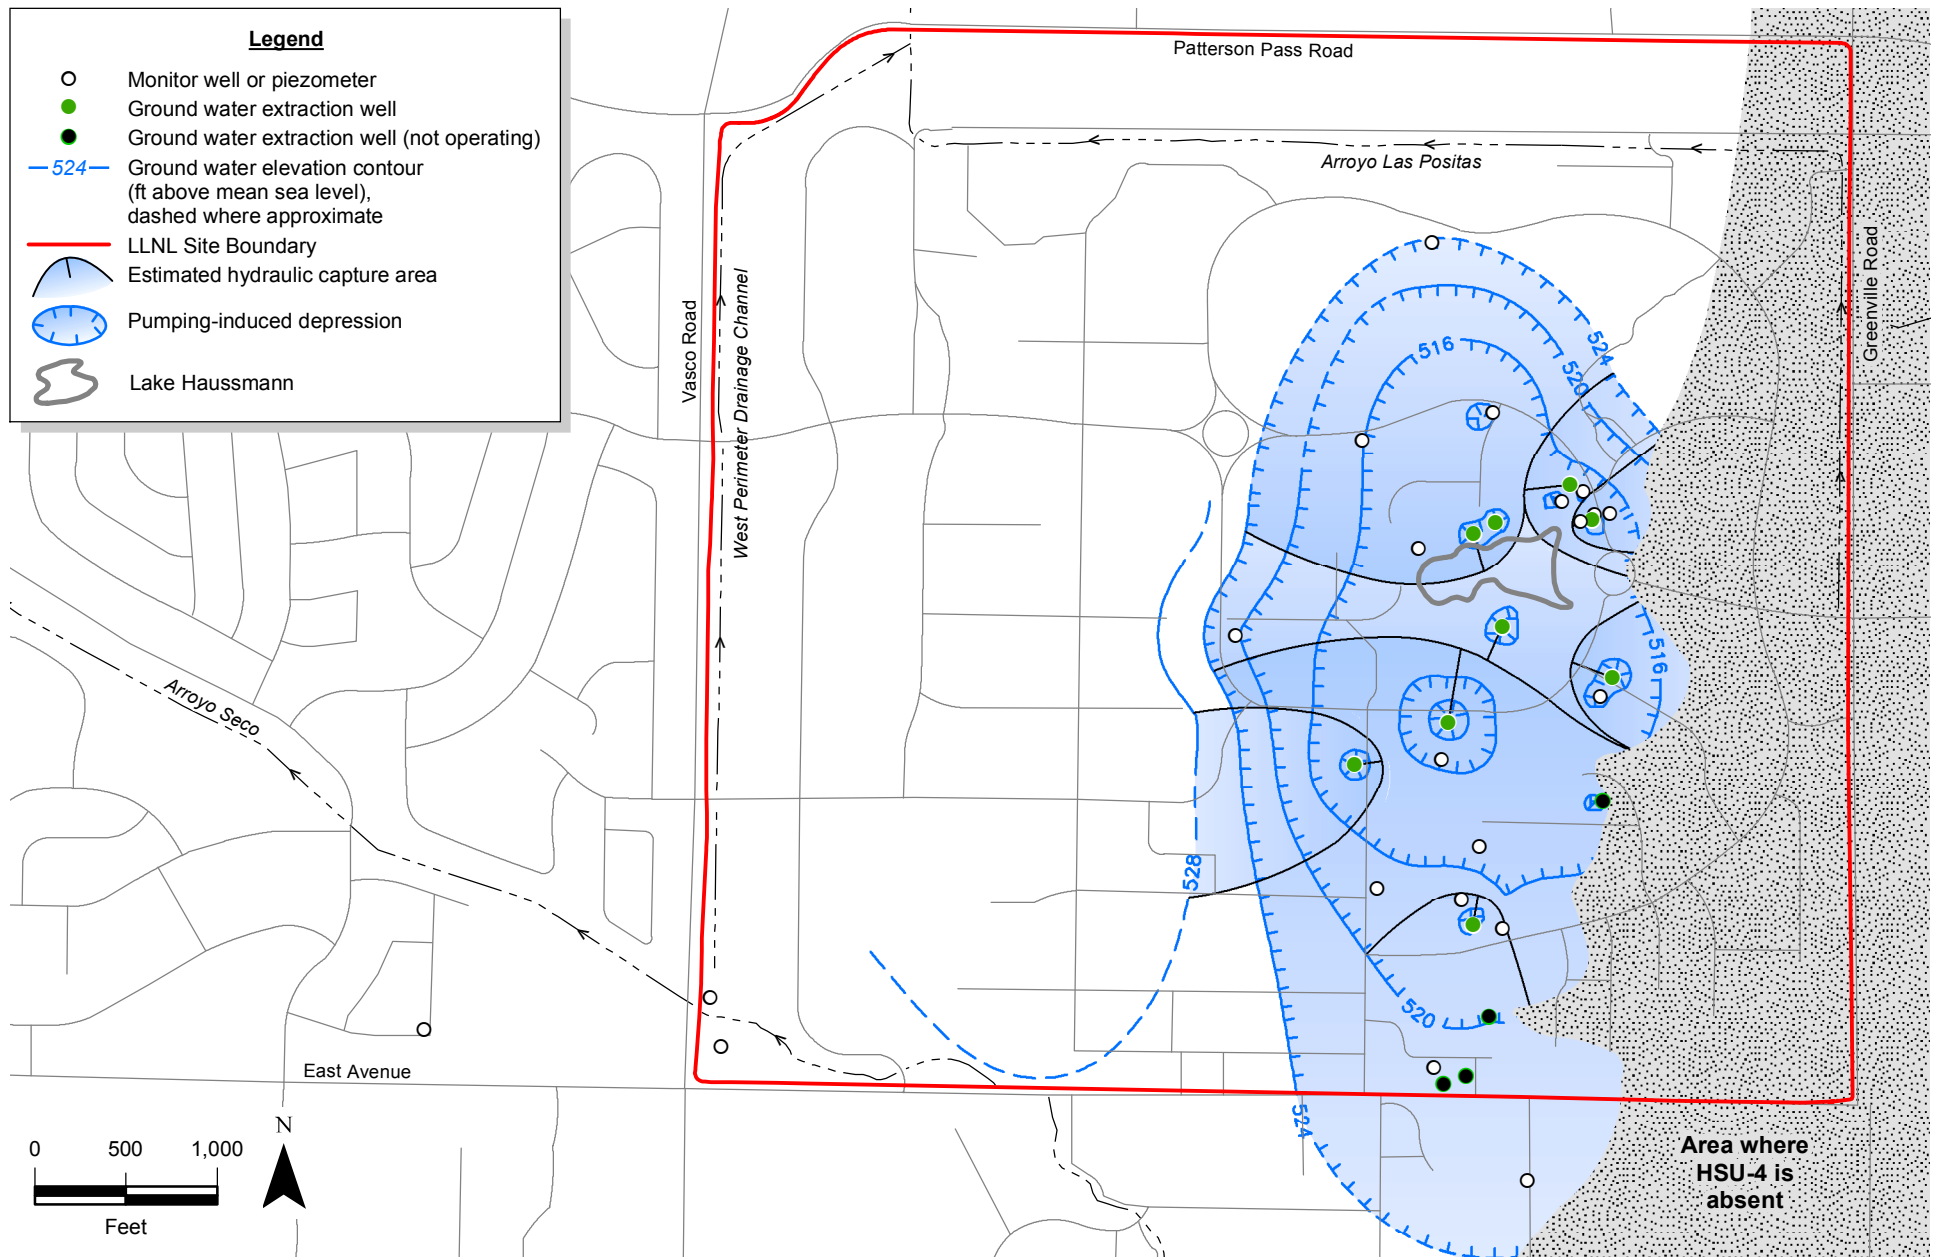 Legend
Monitor well or piezometer
Ground water extraction well
Ground water extraction well (not operating)
524
Ground water elevation contour
(ft above mean sea level),
dashed where approximate
LLNL Site Boundary
Estimated hydraulic capture area
Pumping-induced depression
Lake Haussmann
Patterson Pass Road
Arroyo Las Positas
Greenville Road
Vasco Road
West Perimeter Drainage Channel
516
524
520
516
Arroyo Seco
528
520
East Avenue
524
N
0 500 1,000
Feet
Area where
HSU-4 is
absent